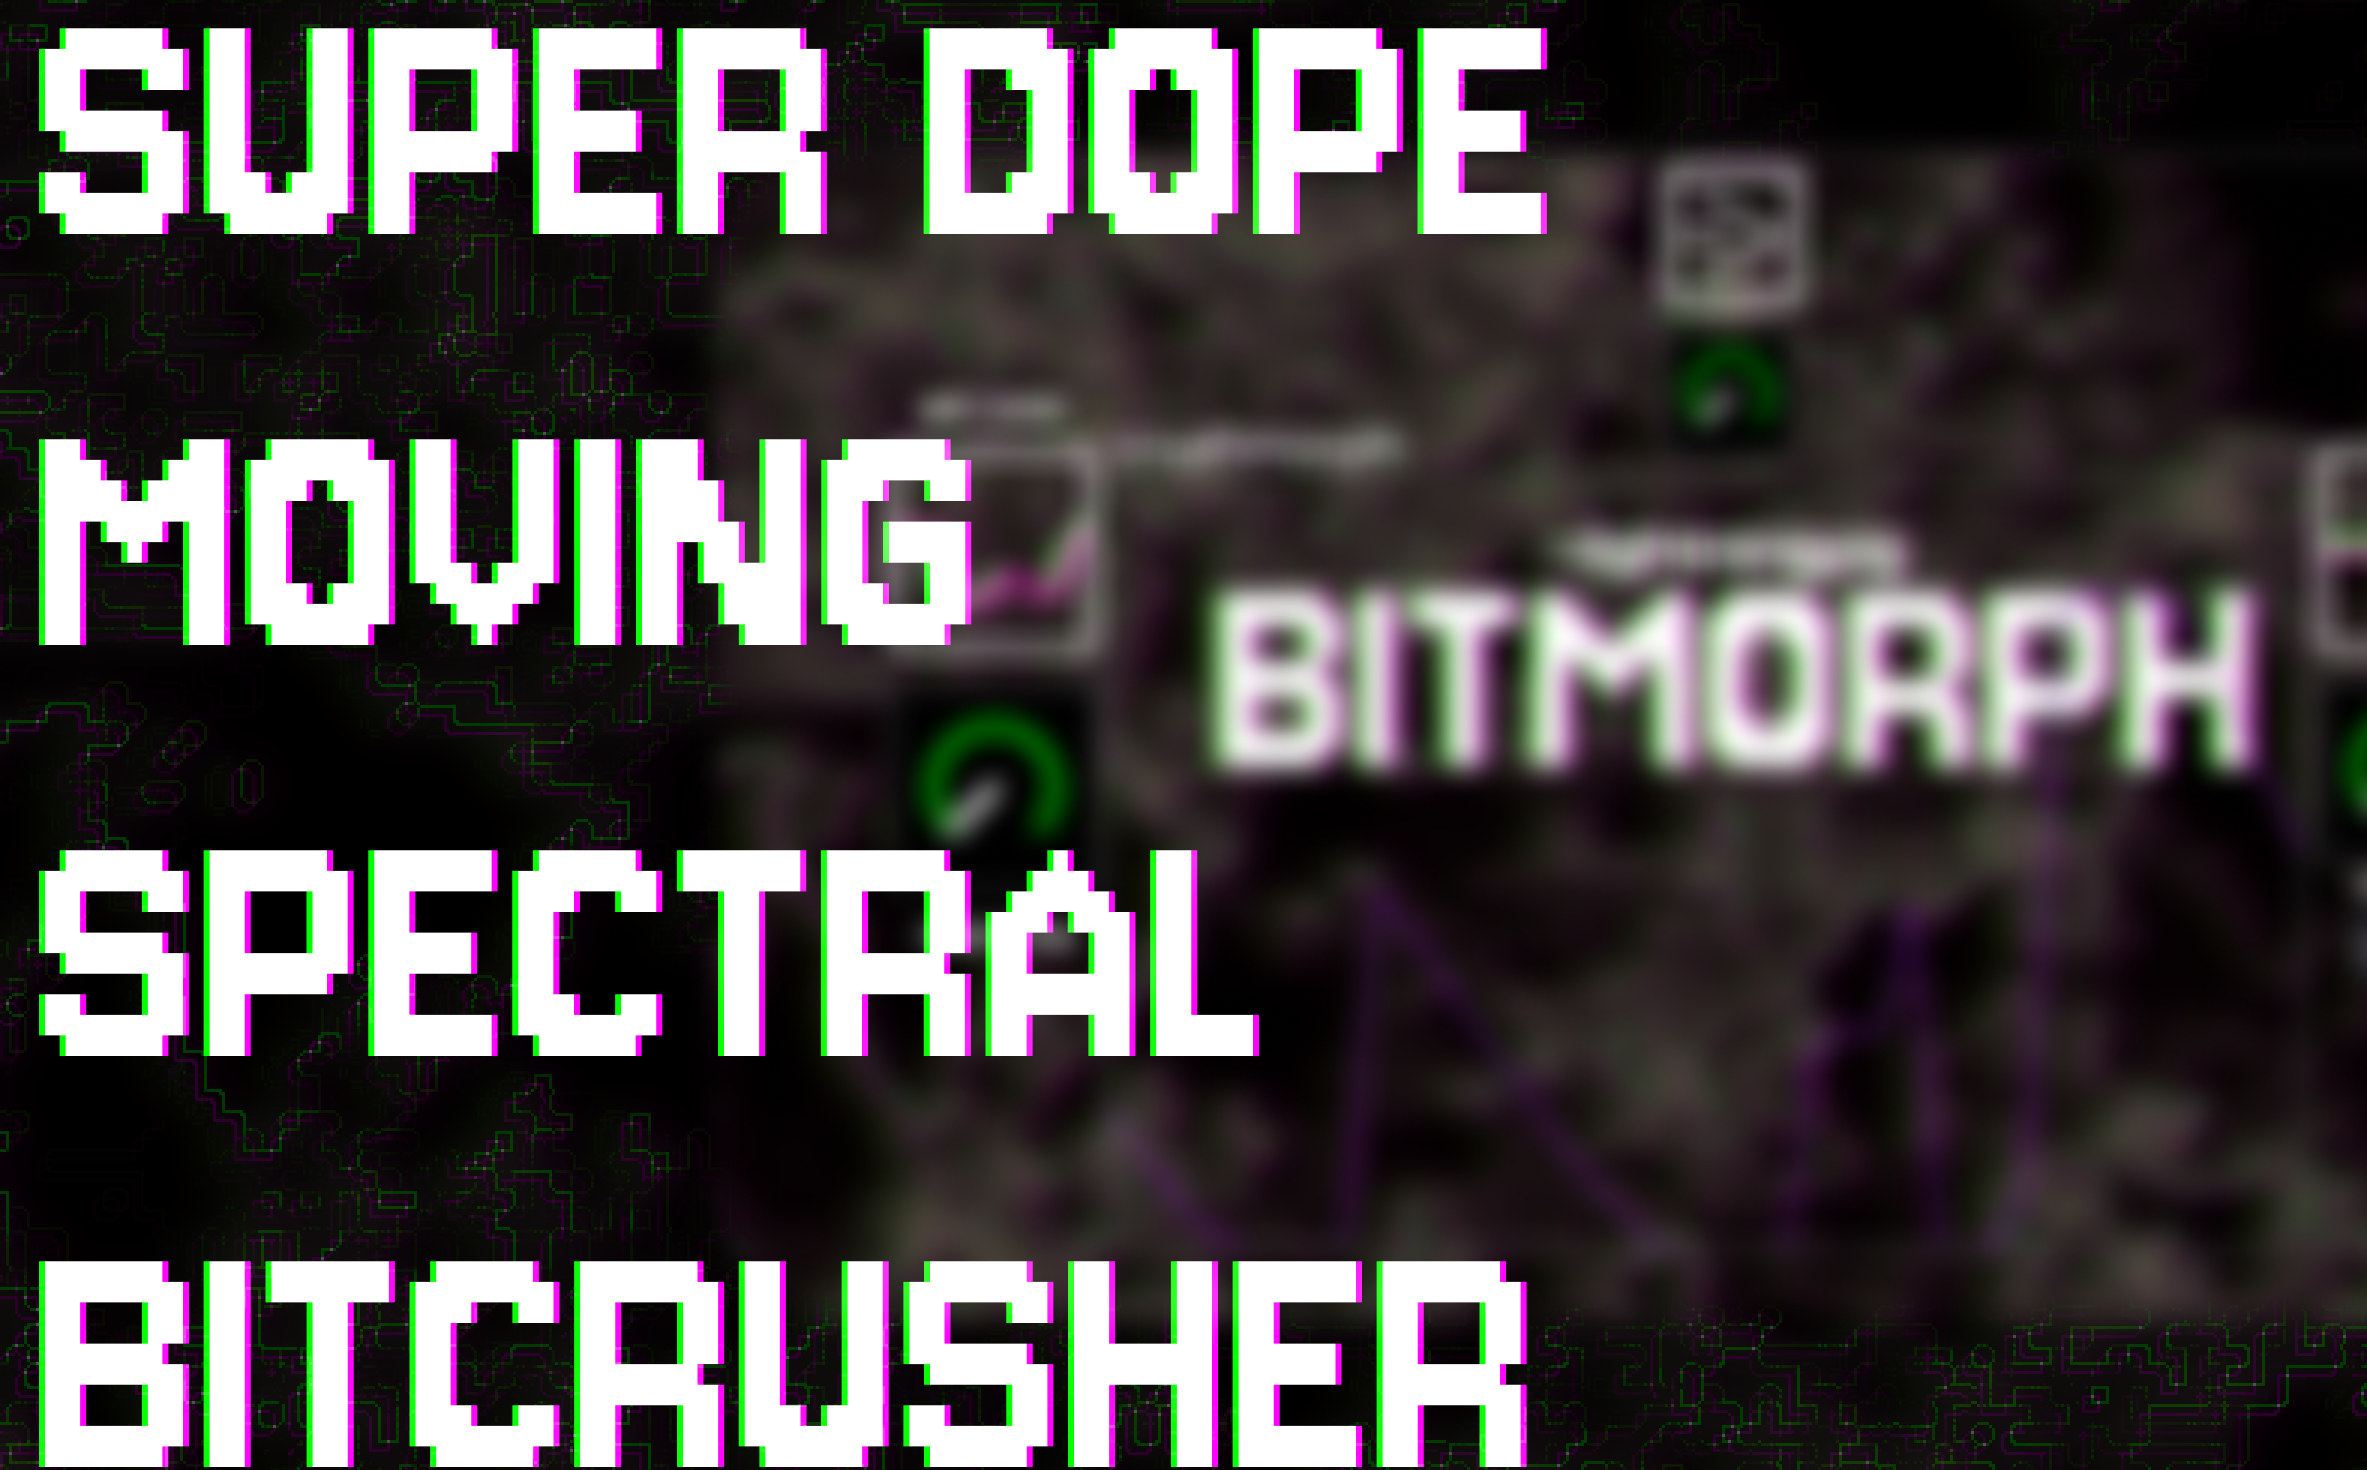 SUPER DOPE
MOVING
BITMORPH
SPECTRAL
BITCRUSHER